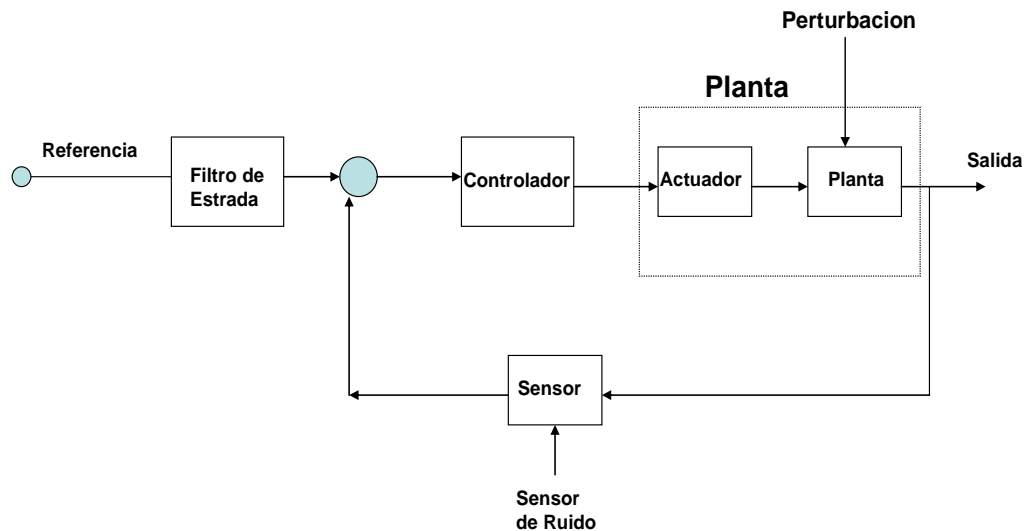 Perturbacion
Planta
Referencia
Filtro de
Estrada
Controlador
Actuador
Planta
Salida
Sensor
Sensor
de Ruido